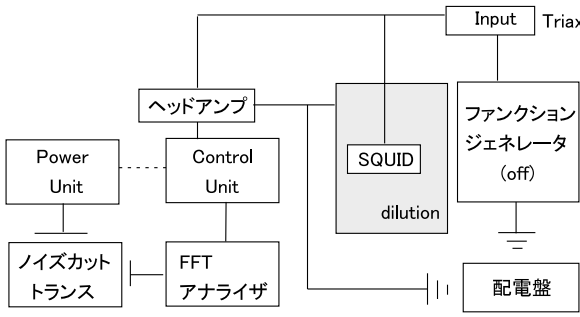 Input
Triax
ヘッドアンプ
ファンクション
ジェネレータ
(off)
Power
Unit
Control
Unit
SQUID
dilution
ノイズカット
トランス
FFT
アナライザ
配電盤